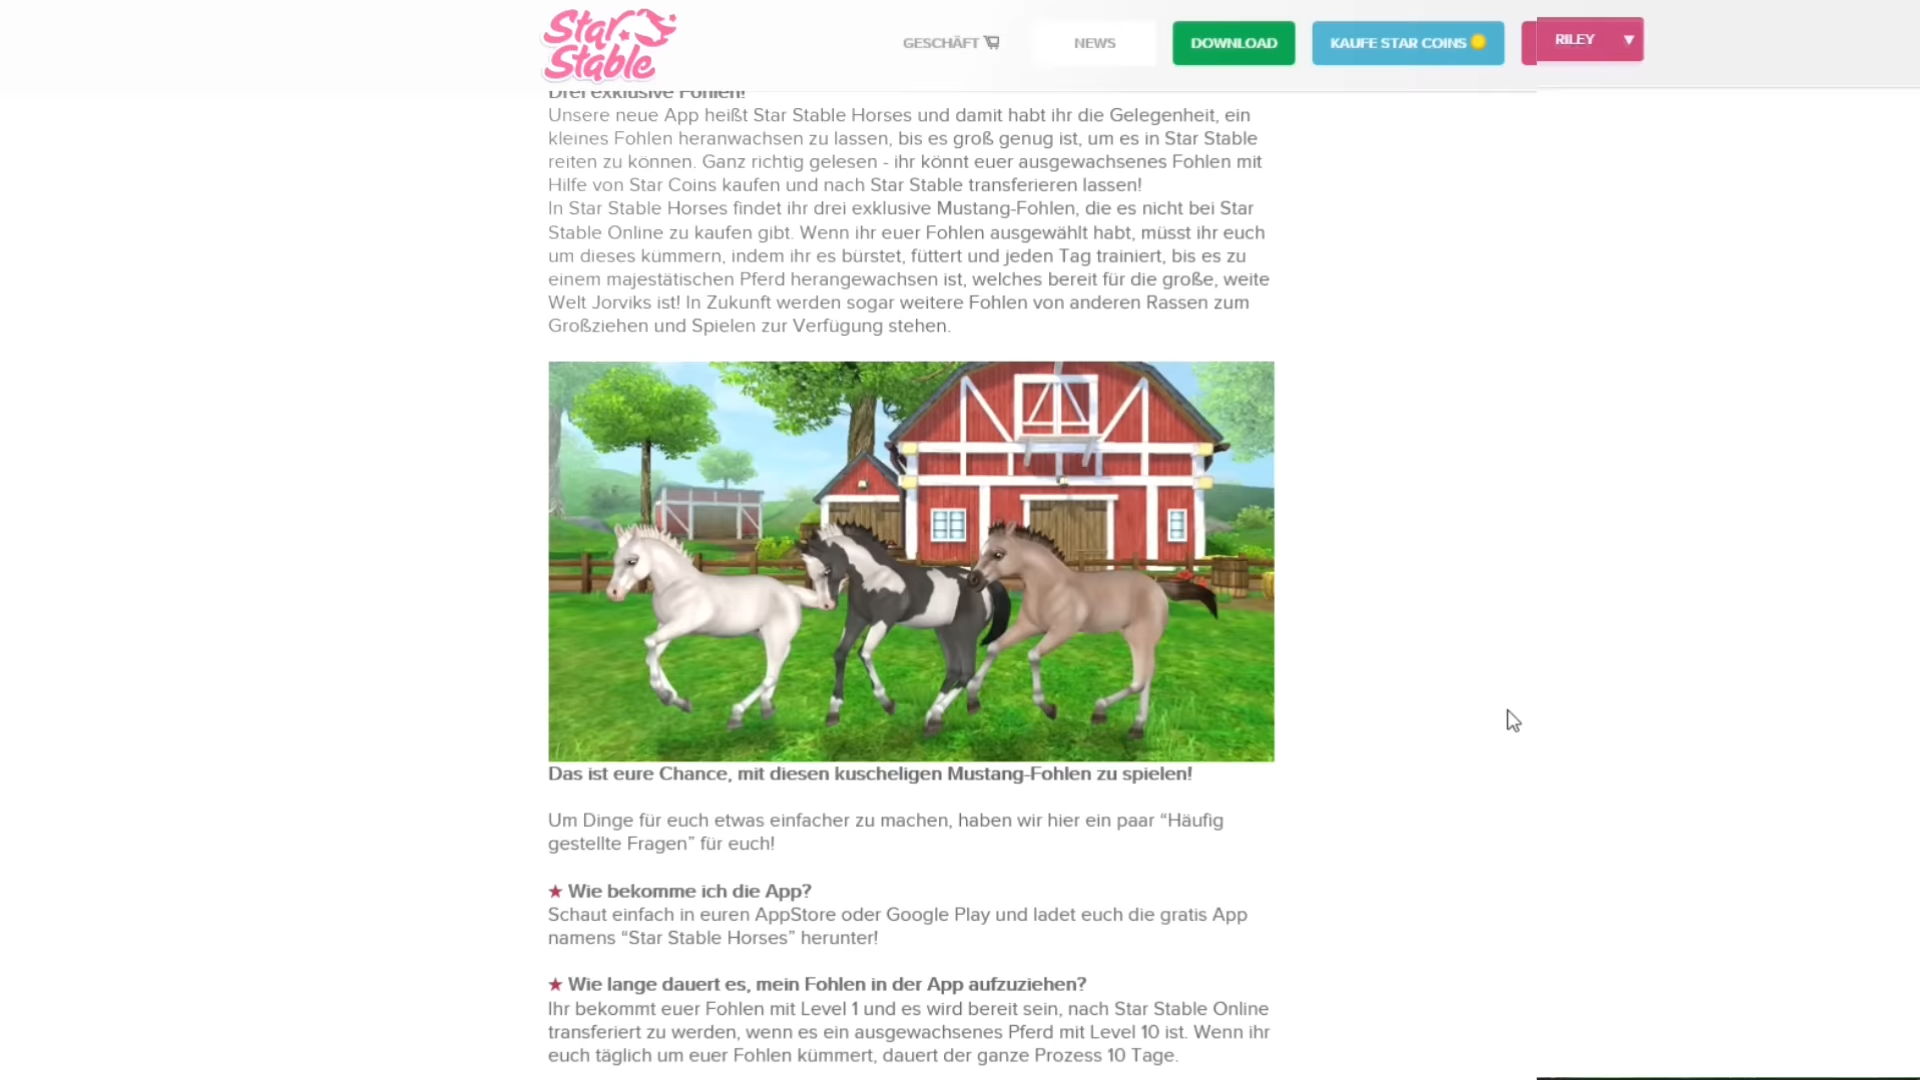 Star Stable
GESCHÄFT
NEWS
DOWNLOAD
KAUFE STAR COINS
RILEY
Drei exklusive Fohlen!
Unsere neue App heißt Star Stable Horses und damit habt ihr die Gelegenheit, ein
kleines Fohlen heranwachsen zu lassen, bis es groß genug ist, um es in Star Stable
reiten zu können. Ganz richtig gelesen - ihr könnt euer ausgewachsenes Fohlen mit
Hilfe von Star Coins kaufen und nach Star Stable transferieren lassen!
In Star Stable Horses findet ihr drei exklusive Mustang-Fohlen, die es nicht bei Star
Stable Online zu kaufen gibt. Wenn ihr euer Fohlen ausgewählt habt, müsst ihr euch
um dieses kümmern, indem ihr es bürstet, füttert und jeden Tag trainiert, bis es zu
einem majestätischen Pferd herangewachsen ist, welches bereit für die große, weite
Welt Jorviks ist! In Zukunft werden sogar weitere Fohlen von anderen Rassen zum
Großziehen und Spielen zur Verfügung stehen.
Das ist eure Chance, mit diesen kuscheligen Mustang-Fohlen zu spielen!
Um Dinge für euch etwas einfacher zu machen, haben wir hier ein paar “Häufig
gestellte Fragen” für euch!
★ Wie bekomme ich die App?
Schaut einfach in euren AppStore oder Google Play und ladet euch die gratis App
namens “Star Stable Horses” herunter!
★ Wie lange dauert es, mein Fohlen in der App aufzuziehen?
Ihr bekommt euer Fohlen mit Level 1 und es wird bereit sein, nach Star Stable Online
transferiert zu werden, wenn es ein ausgewachsenes Pferd mit Level 10 ist. Wenn ihr
euch täglich um euer Fohlen kümmert, dauert der ganze Prozess 10 Tage.